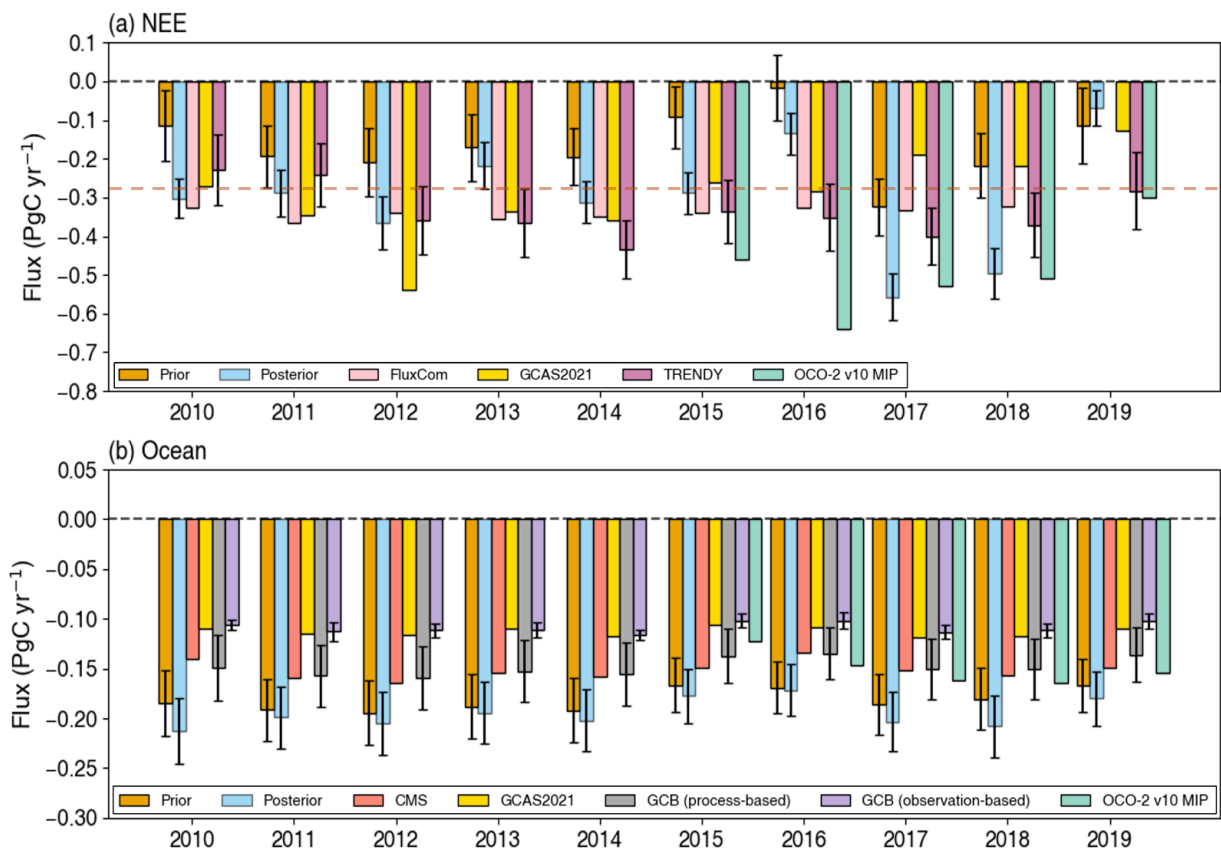 (a) NEE
0.1
0.0
−0.1
−0.2
−0.3
−0.4
−0.5
−0.6
−0.7
−0.8
Flux (PgC yr⁻¹)
Prior Posterior FluxCom GCAS2021 TRENDY OCO-2 v10 MIP
2010 2011 2012 2013 2014 2015 2016 2017 2018 2019
(b) Ocean
0.05
0.00
−0.05
−0.10
−0.15
−0.20
−0.25
−0.30
Flux (PgC yr⁻¹)
Prior Posterior CMS GCAS2021 GCB (process-based) GCB (observation-based) OCO-2 v10 MIP
2010 2011 2012 2013 2014 2015 2016 2017 2018 2019